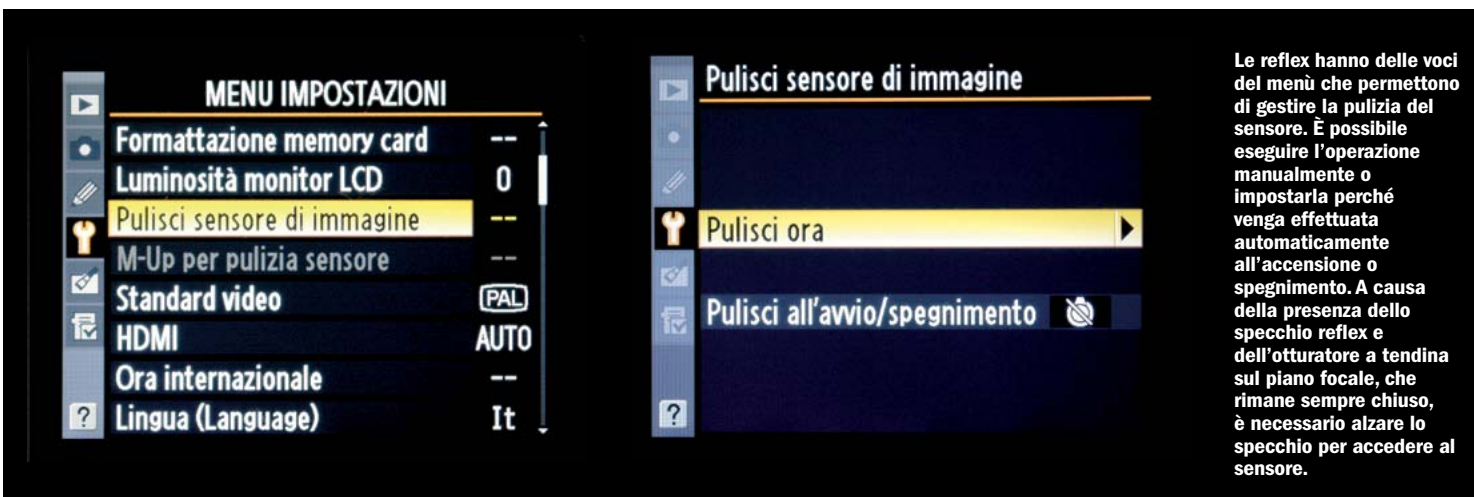 MENU IMPOSTAZIONI
Formattazione memory card --
Luminosità monitor LCD 0
Pulisci sensore di immagine --
M-Up per pulizia sensore --
Standard video PAL
HDMI AUTO
Ora internazionale --
Lingua (Language) It
?
Pulisci sensore di immagine
Pulisci ora
Pulisci all'avvio/spegnimento
?
Le reflex hanno delle voci
del menù che permettono
di gestire la pulizia del
sensore. È possibile
eseguire l'operazione
manualmente o
impostarla perché
venga effettuata
automaticamente
all'accensione o
spegnimento. A causa
della presenza dello
specchio reflex e
dell'otturatore a tendina
sul piano focale, che
rimane sempre chiuso,
è necessario alzare lo
specchio per accedere al
sensore.